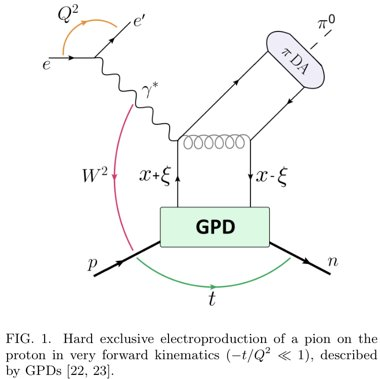 Q²
e
e′
γ*
π⁰
π DA
W²
x+ξ
x-ξ
GPD
p
n
t
FIG. 1. Hard exclusive electroproduction of a pion on the
proton in very forward kinematics (−t/Q² ≪ 1), described
by GPDs [22, 23].